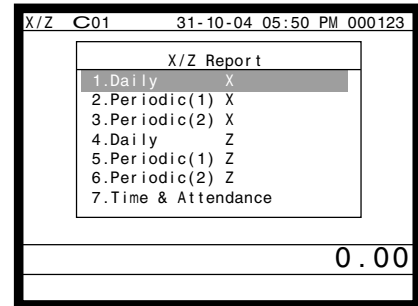 X/Z C01 31-10-04 05:50 PM 000123
X/Z Report
1.Daily X
2.Periodic(1) X
3.Periodic(2) X
4.Daily Z
5.Periodic(1) Z
6.Periodic(2) Z
7.Time & Attendance
0.00